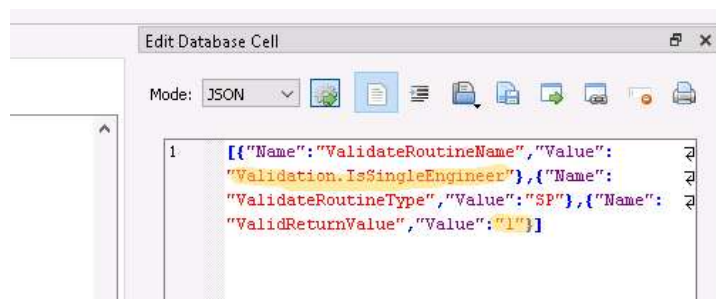 Edit Database Cell
Mode: JSON
1
[{"Name":"ValidateRoutineName","Value":
"Validation.IsSingleEngineer"},{"Name":
"ValidateRoutineType","Value":"SP"},{"Name":
"ValidReturnValue","Value":"1"}]